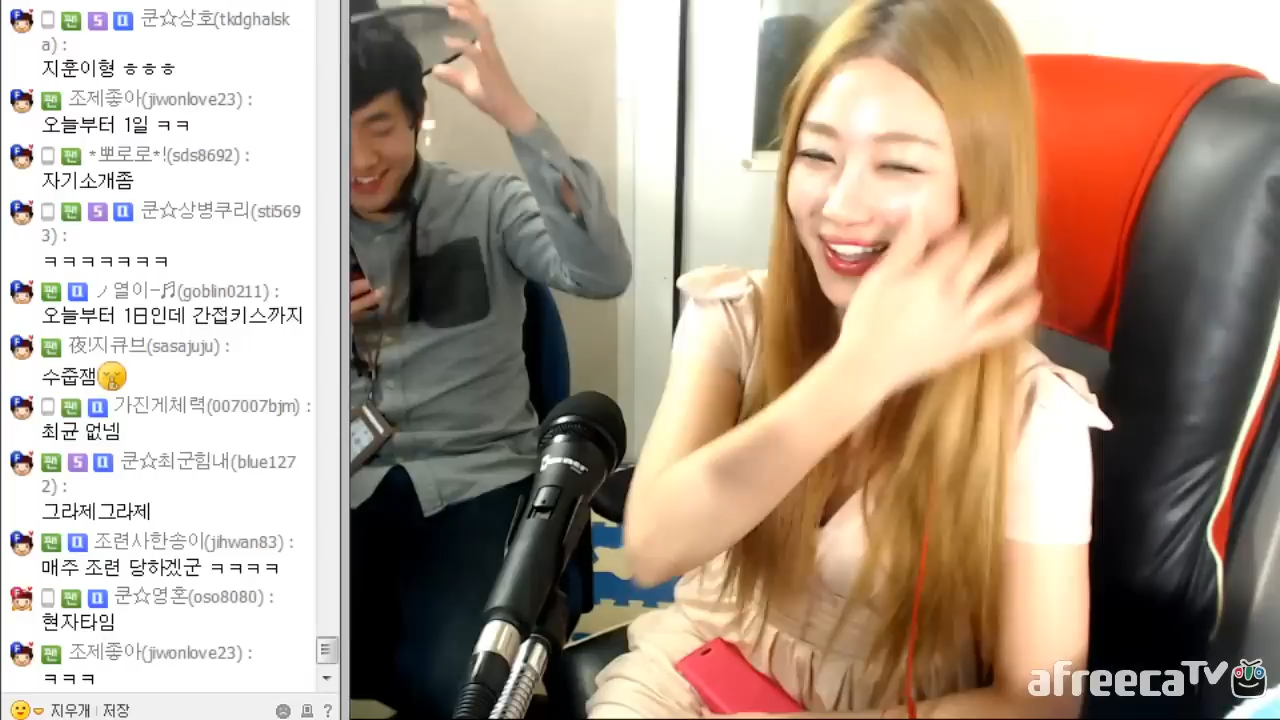 쿤☆상호(tkdghalsk
a) :
지훈이형 ㅎㅎㅎ
조제좋아(jiwonlove23) :
오늘부터 1일 ㅋㅋ
*뽀로로*!(sds8692) :
자기소개좀
쿤☆상병쿠리(sti569
3) :
ㅋㅋㅋㅋㅋㅋㅋ
ノ열이-♬(goblin0211) :
오늘부터 1日인데 간접키스까지
夜!지큐브(sasajuju) :
수줍잼
가진게체력(007007bjm) :
최군 없넴
쿤☆최군힘내(blue127
2) :
그라제그라제
조련사한송이(jihwan83) :
매주 조련 당하겠군 ㅋㅋㅋㅋ
쿤☆영혼(oso8080) :
현자타임
조제좋아(jiwonlove23) :
ㅋㅋㅋ
지우개 | 저장
afreecaTV